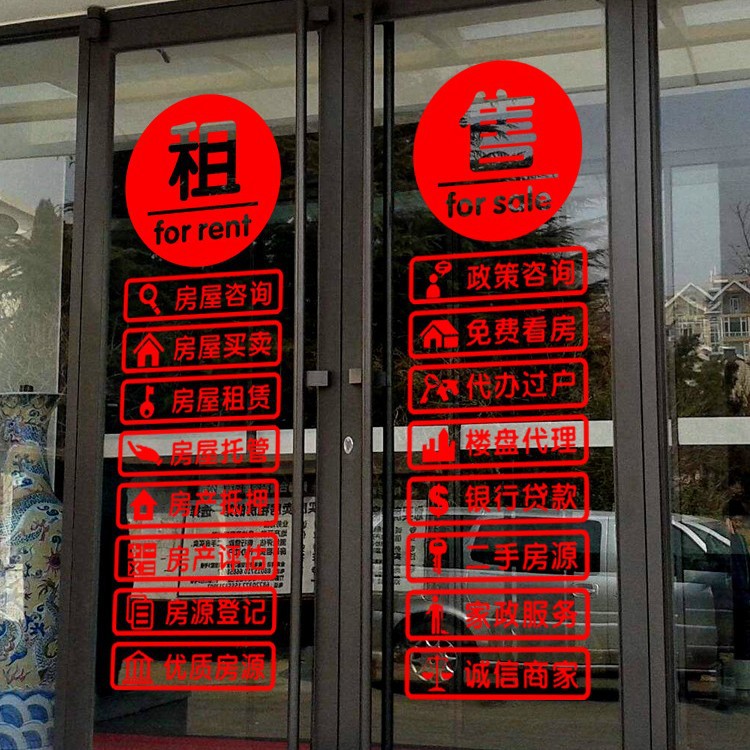 租
for rent
房屋咨询
房屋买卖
房屋租赁
房屋托管
房产抵押
房产评估
房源登记
优质房源
售
for sale
政策咨询
免费看房
代办过户
楼盘代理
银行贷款
二手房源
家政服务
诚信商家